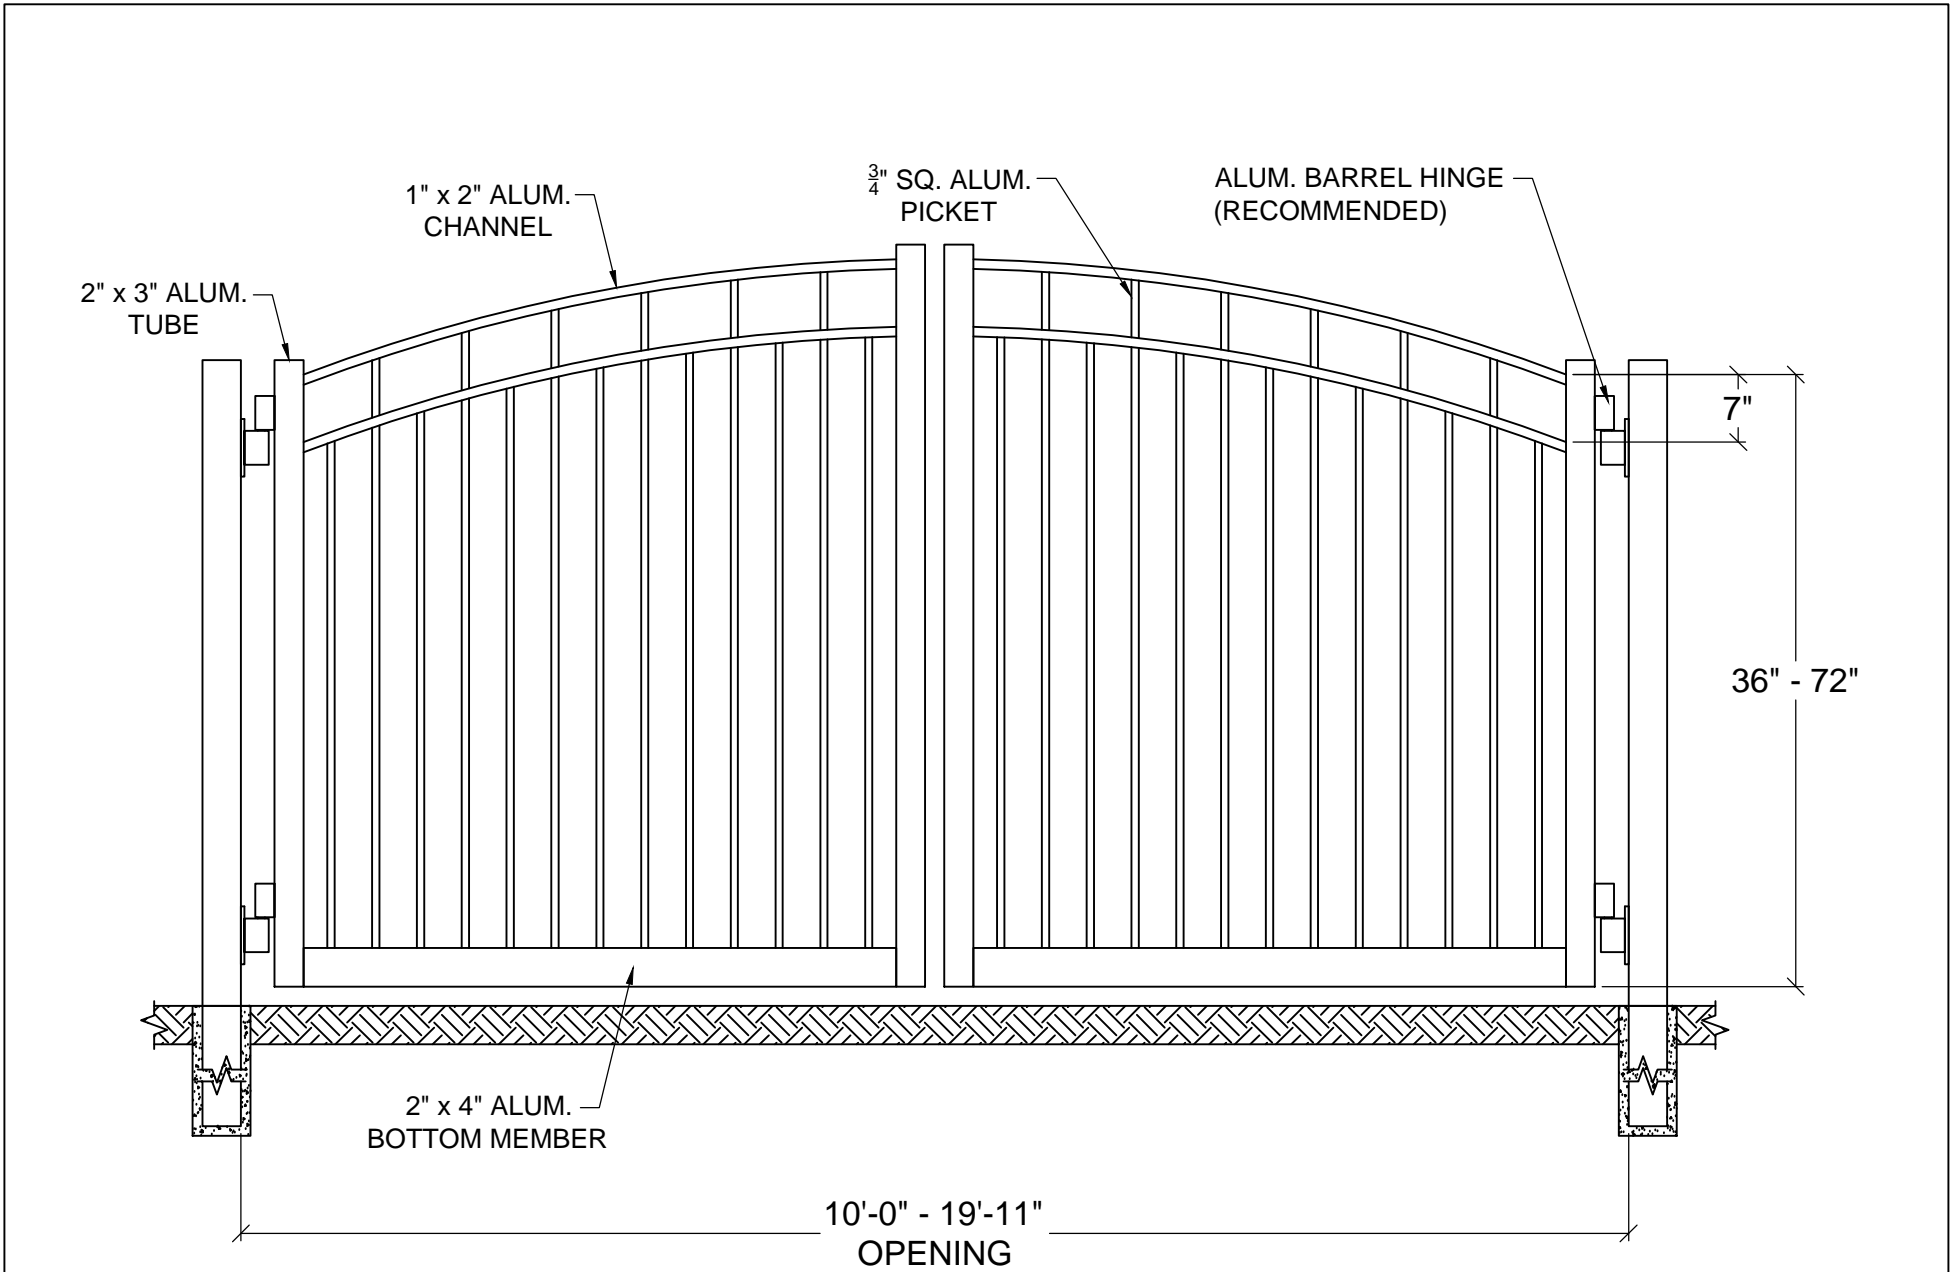 1" x 2" ALUM.
CHANNEL
3/4" SQ. ALUM.
PICKET
ALUM. BARREL HINGE
(RECOMMENDED)
2" x 3" ALUM.
TUBE
7"
36" - 72"
2" x 4" ALUM.
BOTTOM MEMBER
10'-0" - 19'-11"
OPENING